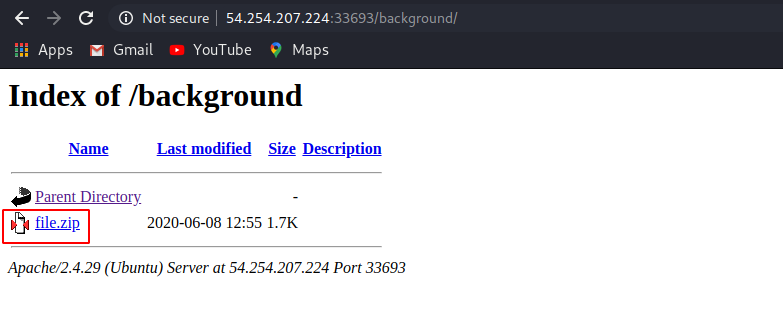 Not secure 54.254.207.224:33693/background/
Apps Gmail YouTube Maps
Index of /background
Name Last modified Size Description
Parent Directory -
file.zip 2020-06-08 12:55 1.7K
Apache/2.4.29 (Ubuntu) Server at 54.254.207.224 Port 33693